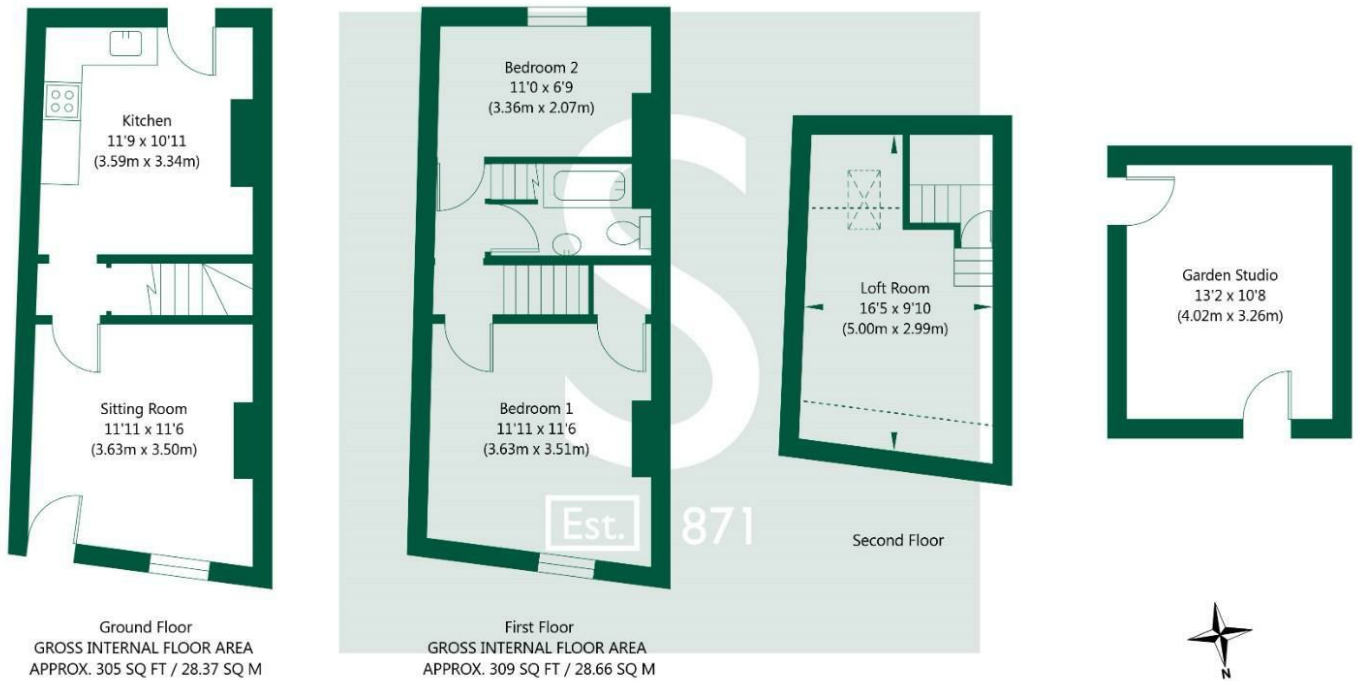 Kitchen
11'9 x 10'11
(3.59m x 3.34m)
Sitting Room
11'11 x 11'6
(3.63m x 3.50m)
Ground Floor
GROSS INTERNAL FLOOR AREA
APPROX. 305 SQ FT / 28.37 SQ M
Bedroom 2
11'0 x 6'9
(3.36m x 2.07m)
Bedroom 1
11'11 x 11'6
(3.63m x 3.51m)
S
Est. 871
First Floor
GROSS INTERNAL FLOOR AREA
APPROX. 309 SQ FT / 28.66 SQ M
Loft Room
16'5 x 9'10
(5.00m x 2.99m)
Second Floor
Garden Studio
13'2 x 10'8
(4.02m x 3.26m)
N